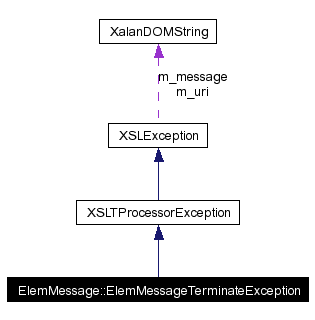 XalanDOMString
m_message
m_uri
XSLException
XSLTProcessorException
ElemMessage::ElemMessageTerminateException